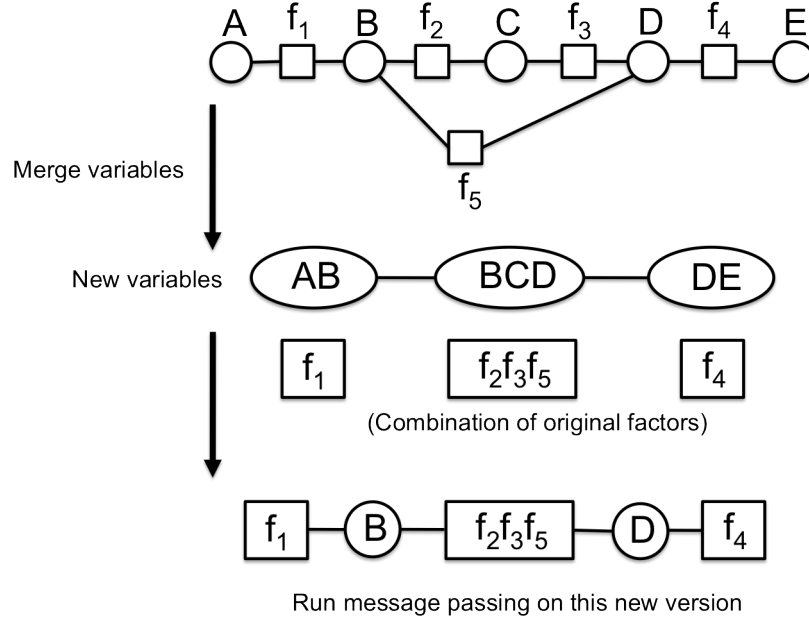 A f₁ B f₂ C f₃ D f₄ E
f₅
Merge variables
New variables AB BCD DE
f₁ f₂f₃f₅ f₄
(Combination of original factors)
f₁ B f₂f₃f₅ D f₄
Run message passing on this new version